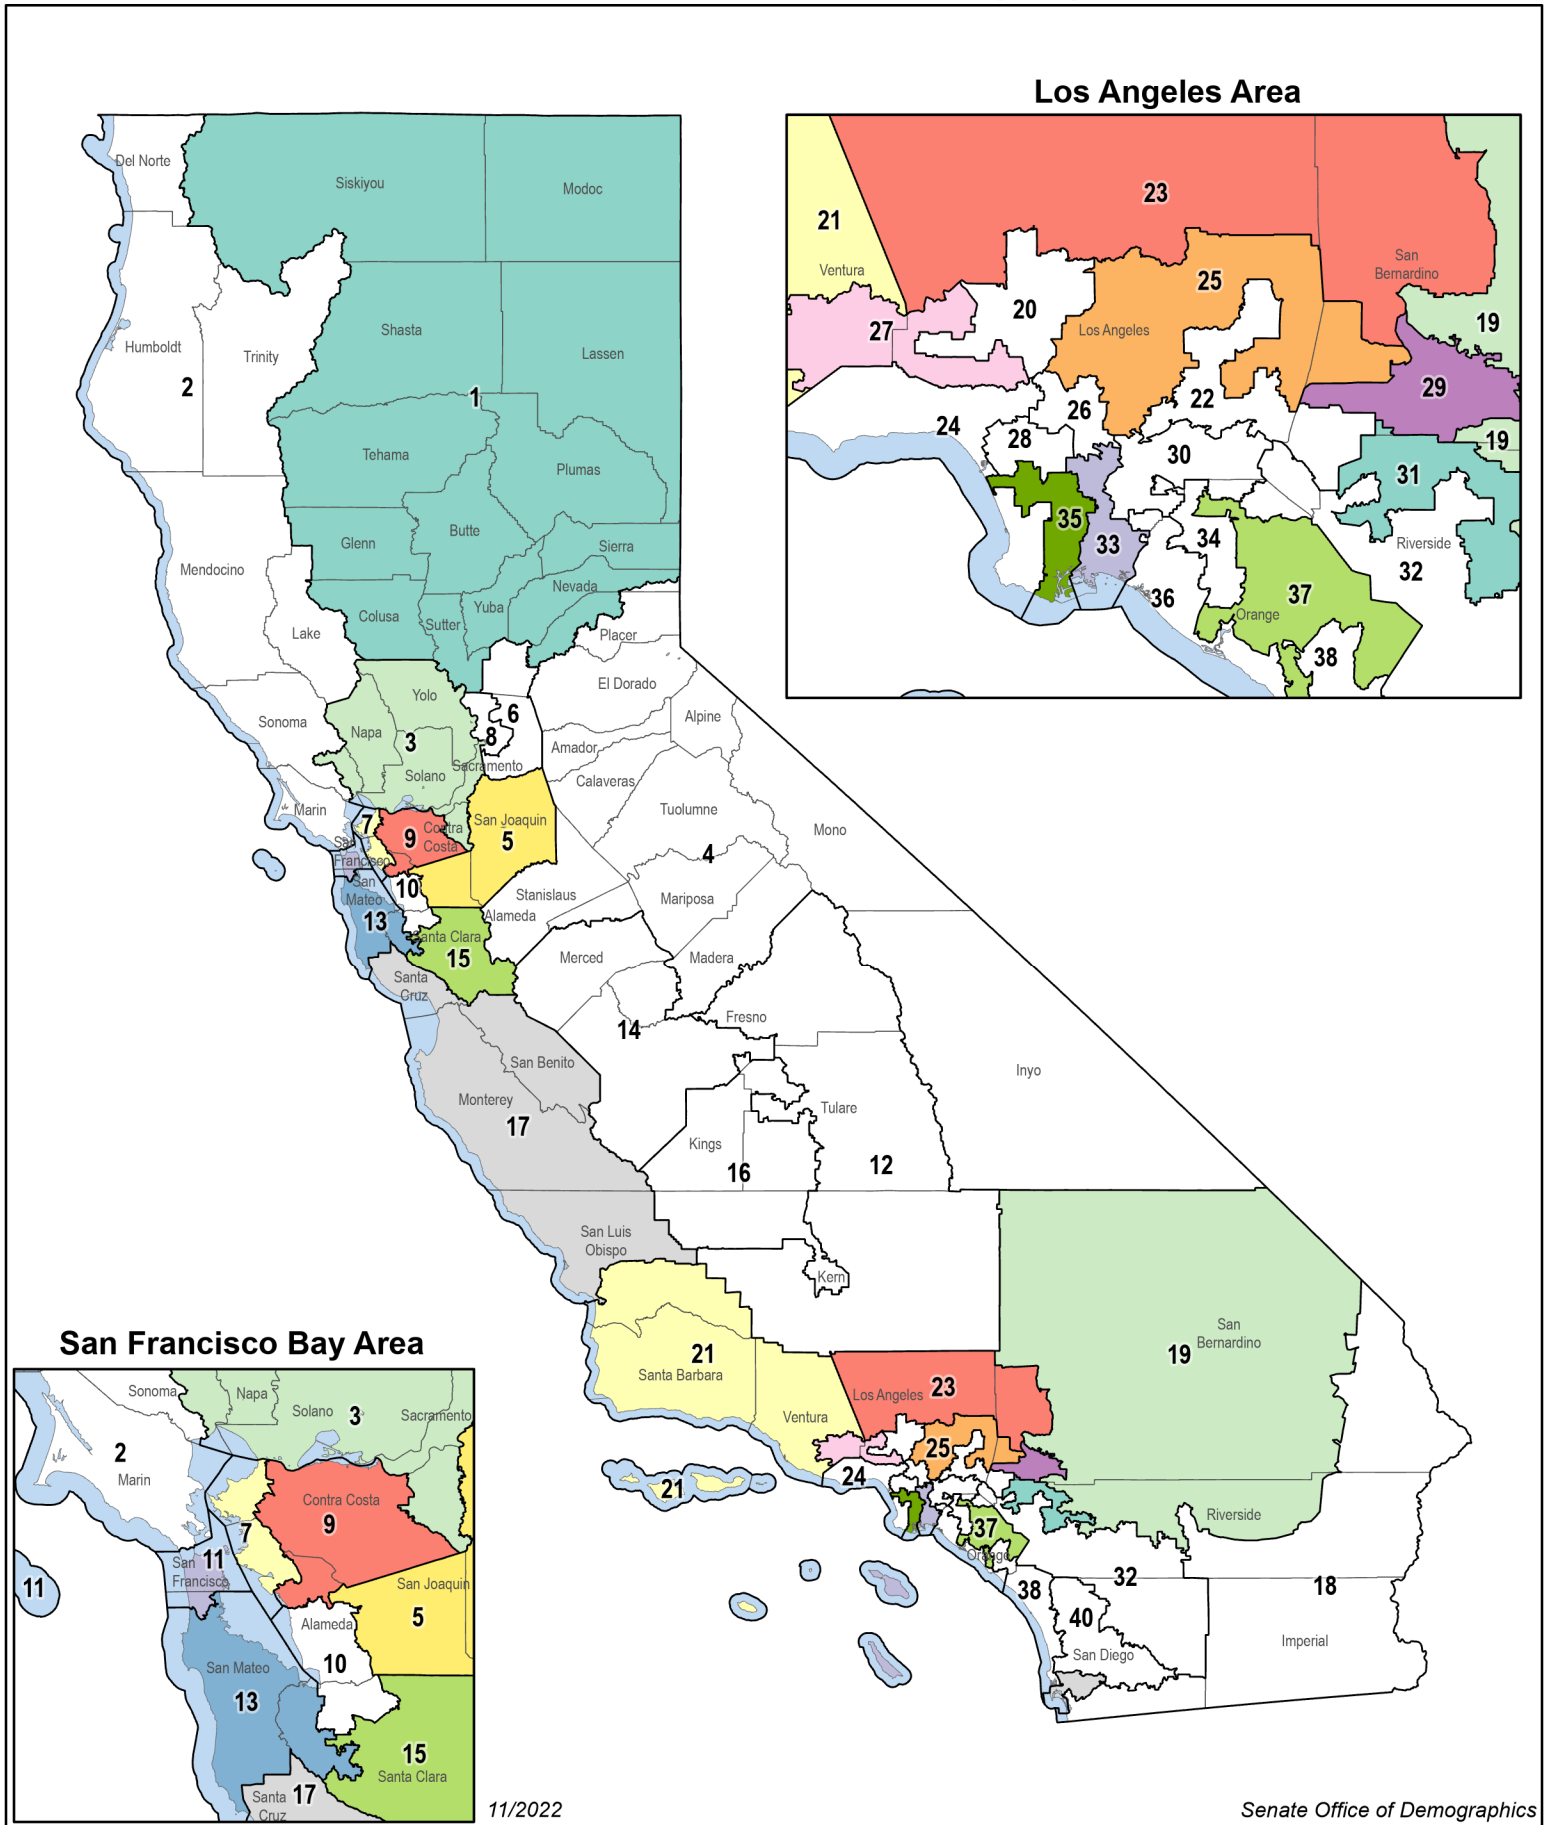 Los Angeles Area
Del Norte
Siskiyou
Modoc
23
21
Ventura
San
Bernardino
25
20
Los Angeles
27
19
29
22
26
24
28
30
19
31
35
33
34
Riverside
32
36
37
Orange
38
Shasta
Lassen
Humboldt
Trinity
2
1
Tehama
Plumas
Butte
Glenn
Sierra
Mendocino
Nevada
Yuba
Colusa
Sutter
Lake
Placer
El Dorado
Yolo
6
Sonoma
Napa
3
8
Alpine
Amador
Sacramento
Solano
Calaveras
Marin
Tuolumne
7
9
Contra
Costa
San Joaquin
5
Mono
4
San
Francisco
San
Mateo
10
Stanislaus
Mariposa
13
Alameda
Santa Clara
15
Merced
Madera
Santa
Cruz
14
Fresno
San Benito
Inyo
Monterey
17
Tulare
Kings
16
12
San Luis
Obispo
Kern
San
Bernardino
19
21
Santa Barbara
Los Angeles
23
Ventura
25
24
21
37
Orange
Riverside
32
38
18
40
San Diego
Imperial
San Francisco Bay Area
Sonoma
Napa
Solano
3
Sacramento
2
Marin
Contra Costa
9
7
11
San
Francisco
11
San Joaquin
5
Alameda
10
San Mateo
13
15
Santa Clara
17
Santa
Cruz
11/2022
Senate Office of Demographics